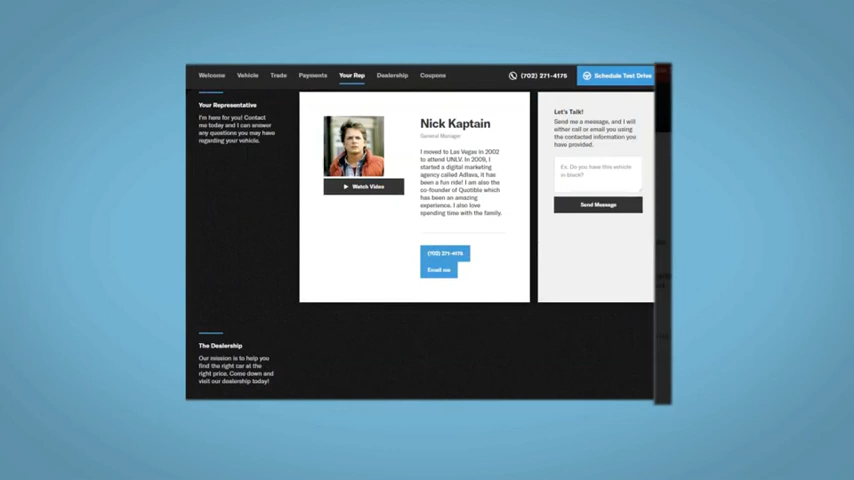 Welcome Vehicle Trade Payments Your Rep Dealership Coupons (702) 271-4175 Schedule Test Drive
Your Representative
I'm here for you! Contact
me today and I can answer
any questions you may have
regarding your vehicle.
Watch Video
Nick Kaptain
General Manager
I moved to Las Vegas in 2002
to attend UNLV. In 2009, I
started a digital marketing
agency called Adlava, it has
been a fun ride! I am also the
co-founder of Quotible which
has been an amazing
experience. I also love
spending time with the family.
(702) 271-4175
Email me
Let's Talk!
Send me a message, and I will
either call or email you using
the contacted information you
have provided.
Ex. Do you have this vehicle
in black?
Send Message
The Dealership
Our mission is to help you
find the right car at the
right price. Come down and
visit our dealership today!